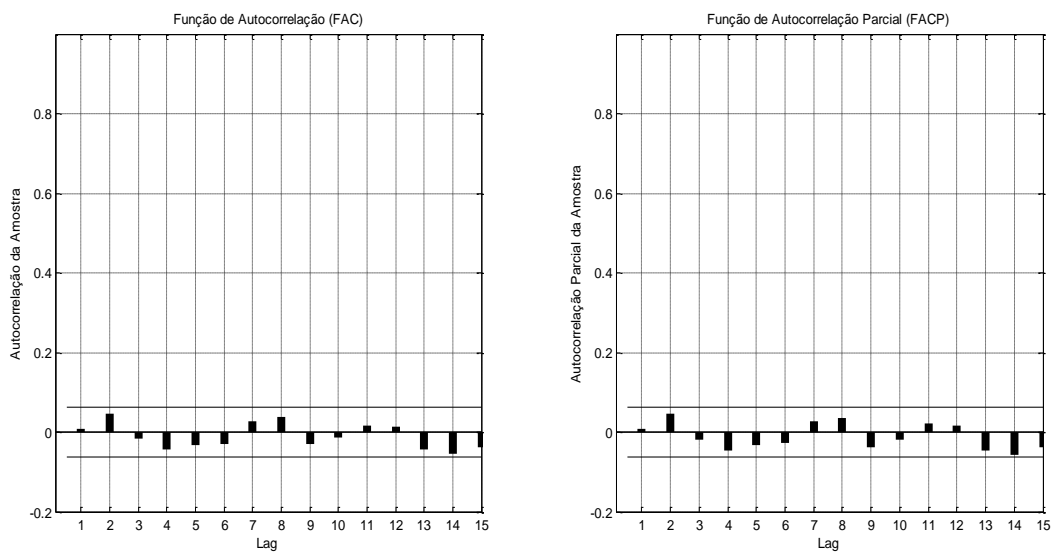 Função de Autocorrelação (FAC)
Autocorrelação da Amostra
0.8
0.6
0.4
0.2
0
-0.2
1 2 3 4 5 6 7 8 9 10 11 12 13 14 15
Lag
Função de Autocorrelação Parcial (FACP)
Autocorrelação Parcial da Amostra
0.8
0.6
0.4
0.2
0
-0.2
1 2 3 4 5 6 7 8 9 10 11 12 13 14 15
Lag